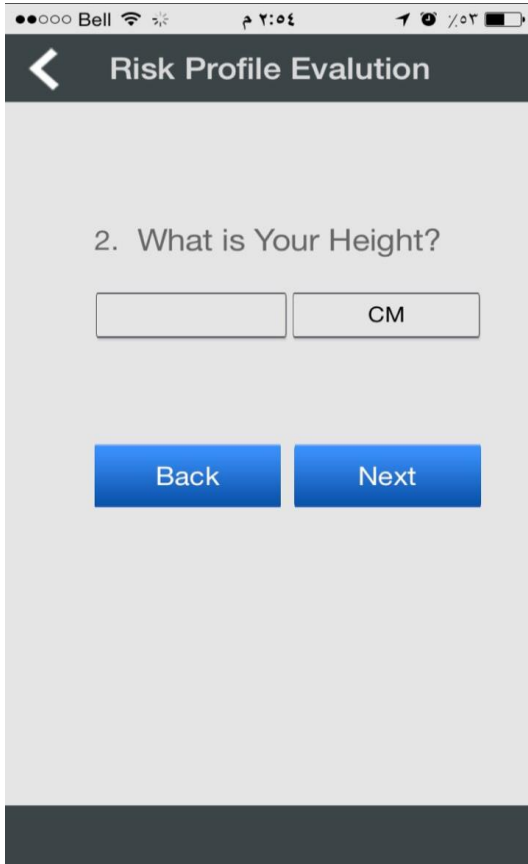 Bell ٢:٥٤ م ٪٥٣
Risk Profile Evalution
2. What is Your Height?
CM
Back Next